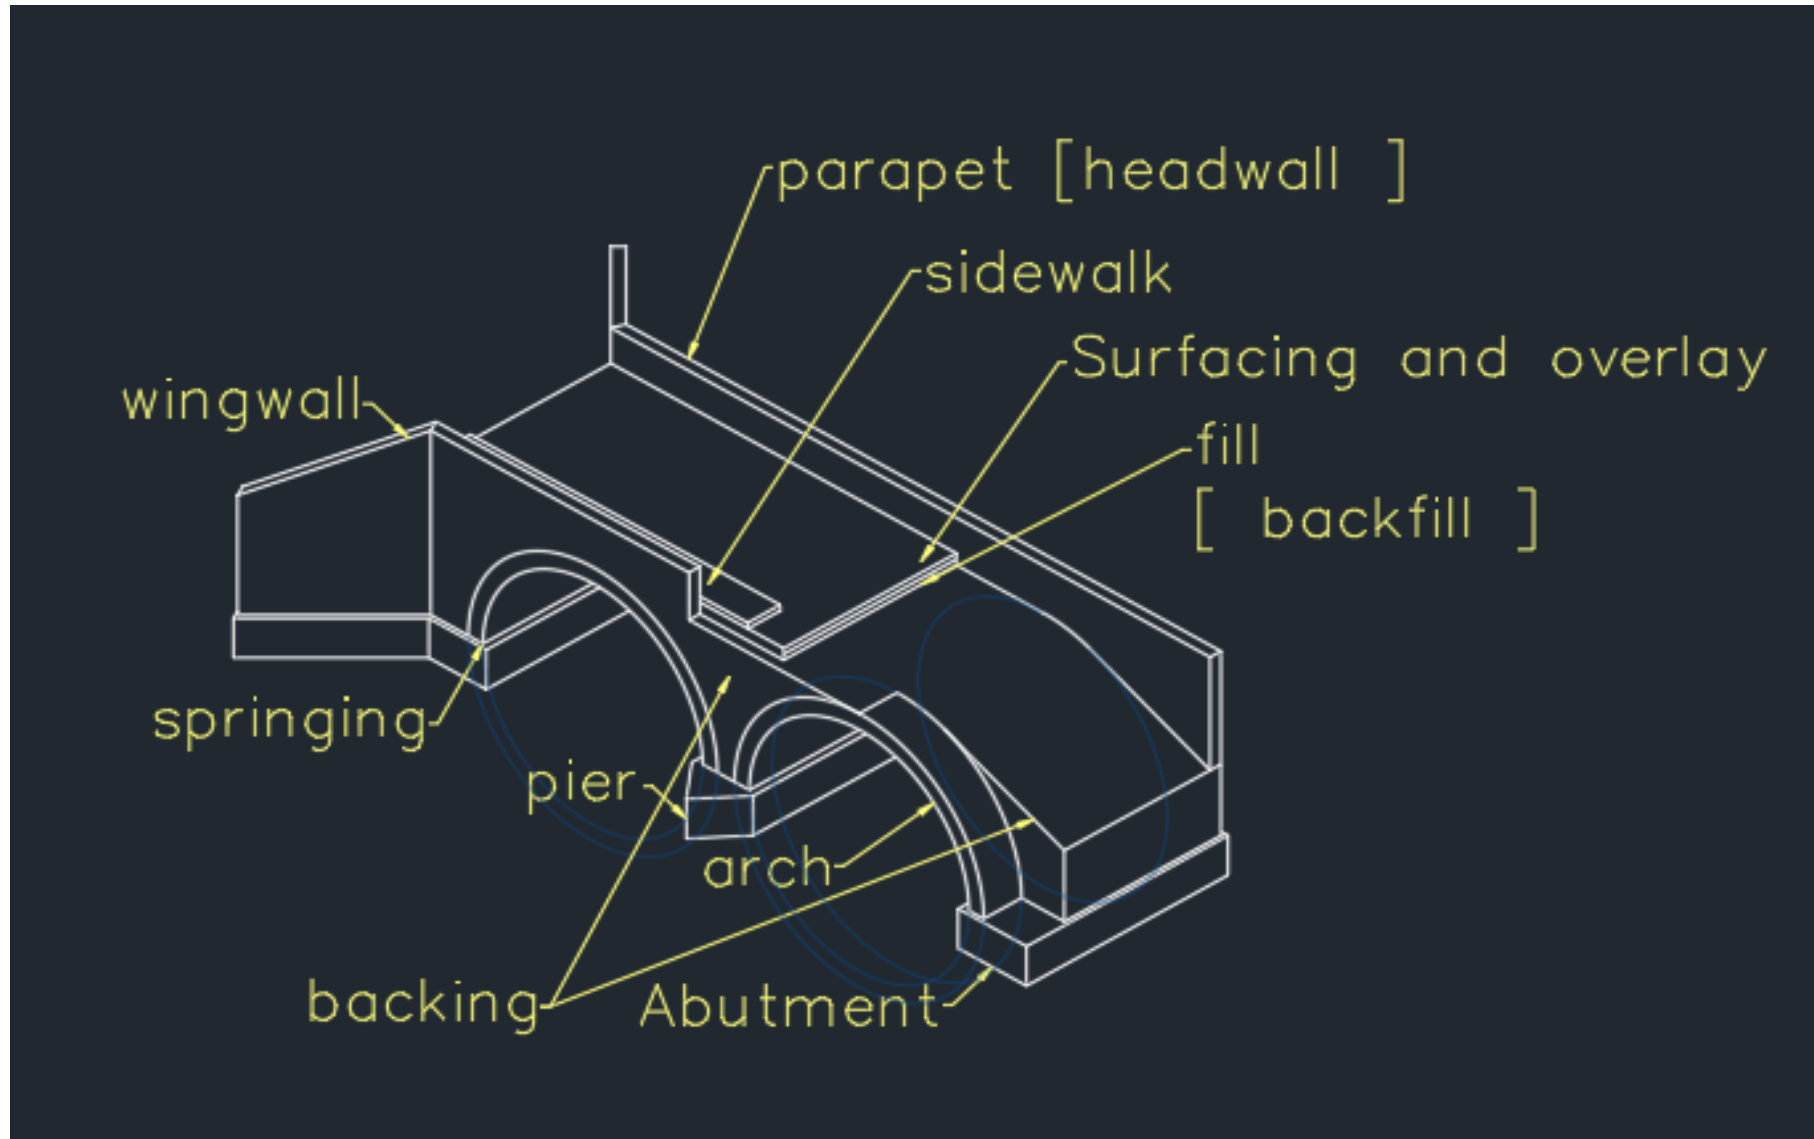 parapet [headwall ]
sidewalk
Surfacing and overlay
wingwall
fill
[ backfill ]
springing
pier
arch
backing
Abutment